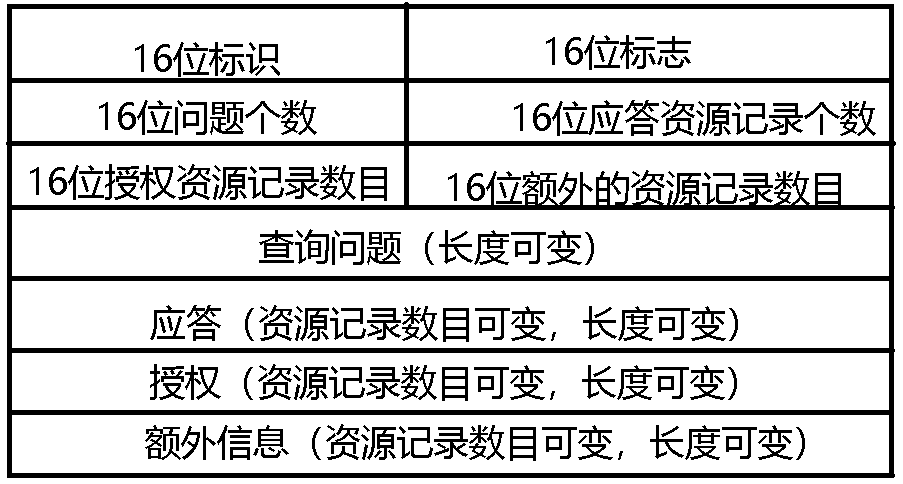 16位标识
16位标志
16位问题个数
16位应答资源记录个数
16位授权资源记录数目
16位额外的资源记录数目
查询问题（长度可变）
应答（资源记录数目可变，长度可变）
授权（资源记录数目可变，长度可变）
额外信息（资源记录数目可变，长度可变）